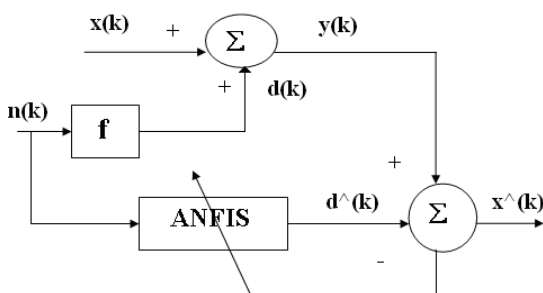 x(k) + Σ y(k)
+ d(k)
n(k) f
+
ANFIS d^(k) Σ x^(k)
-